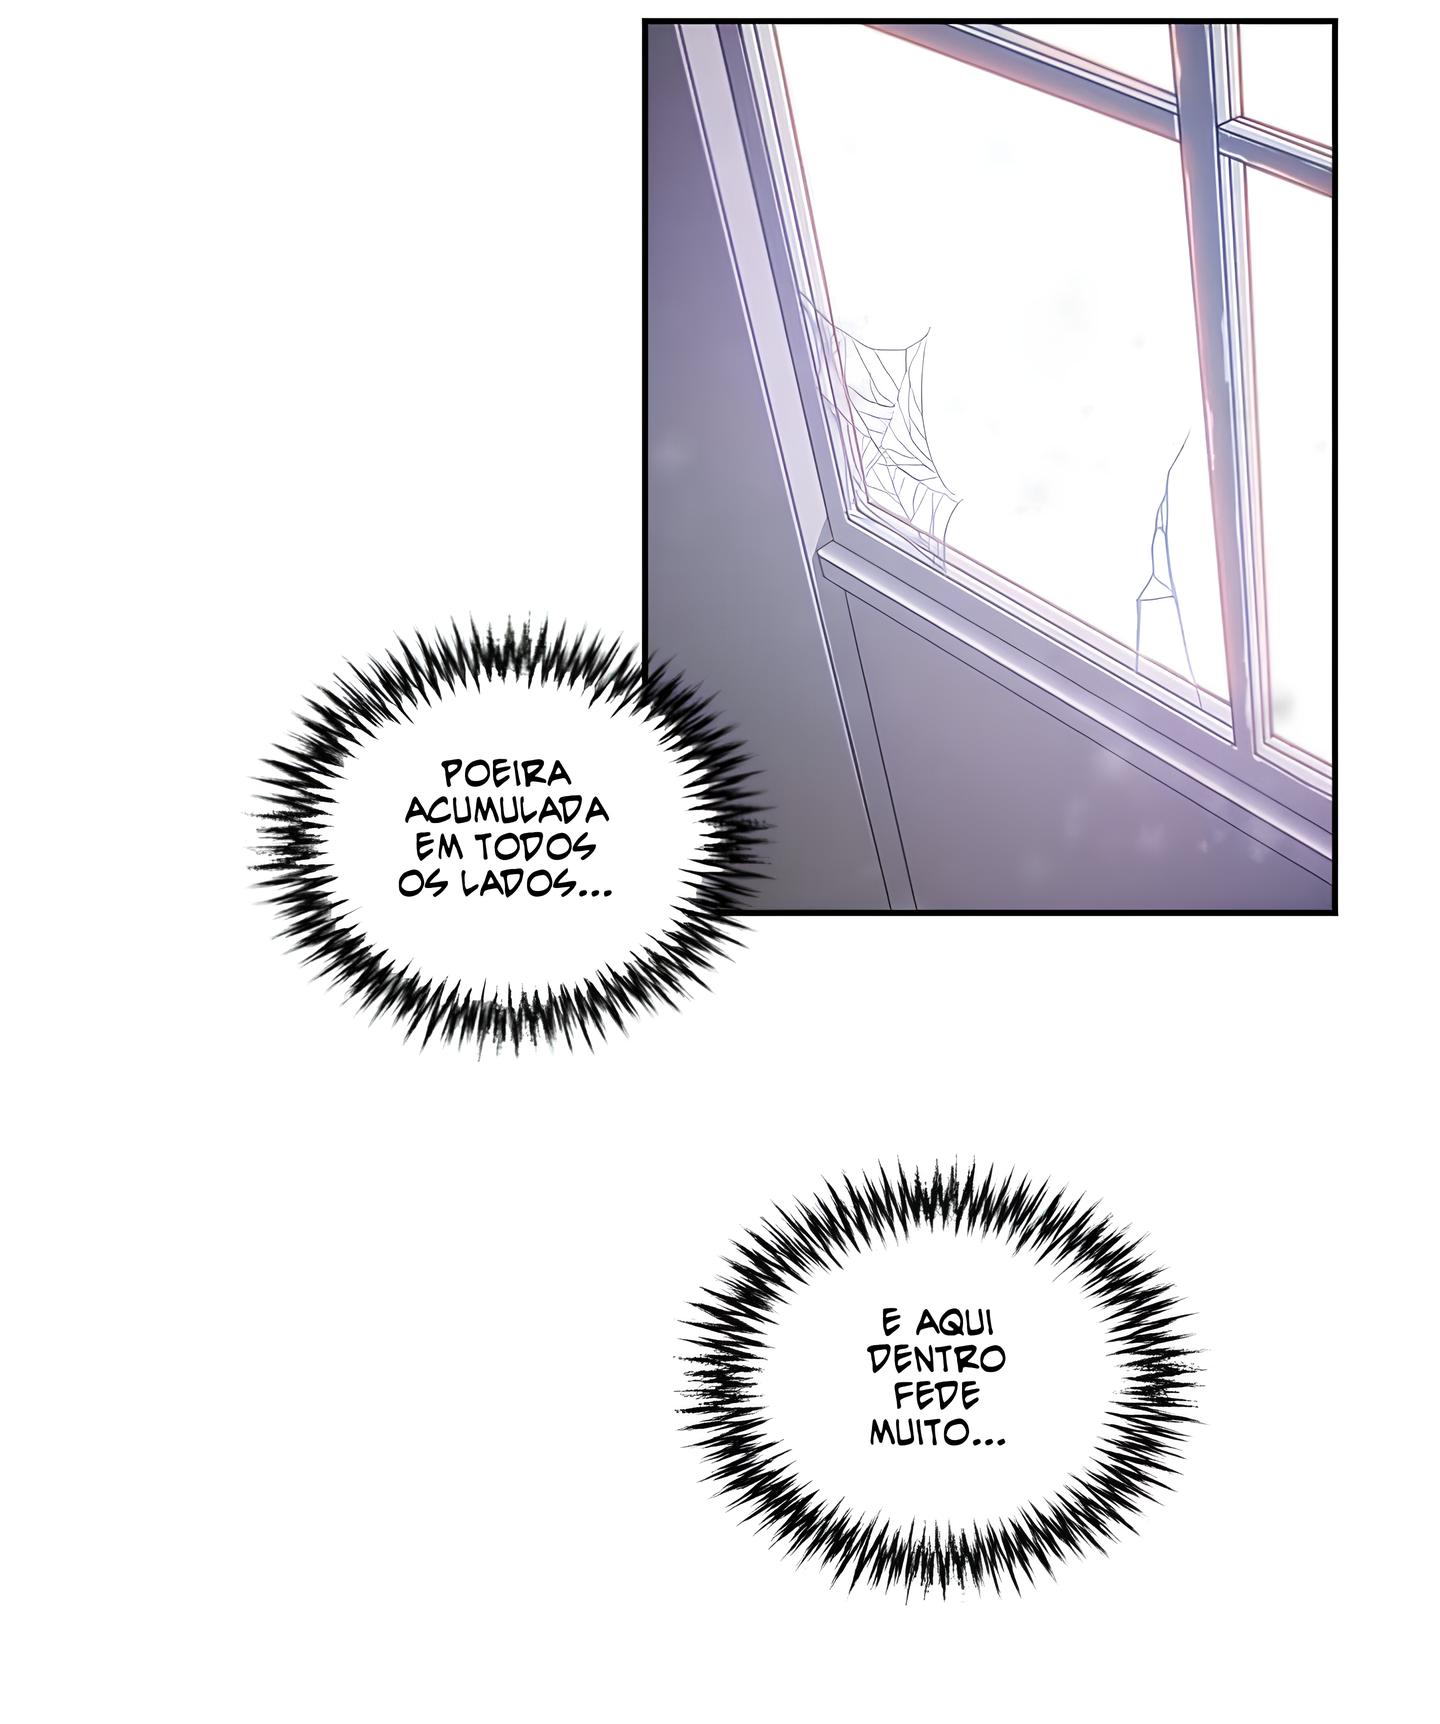 POEIRA
ACUMULADA
EM TODOS
OS LADOS...
E AQUI
DENTRO
FEDE
MUITO...